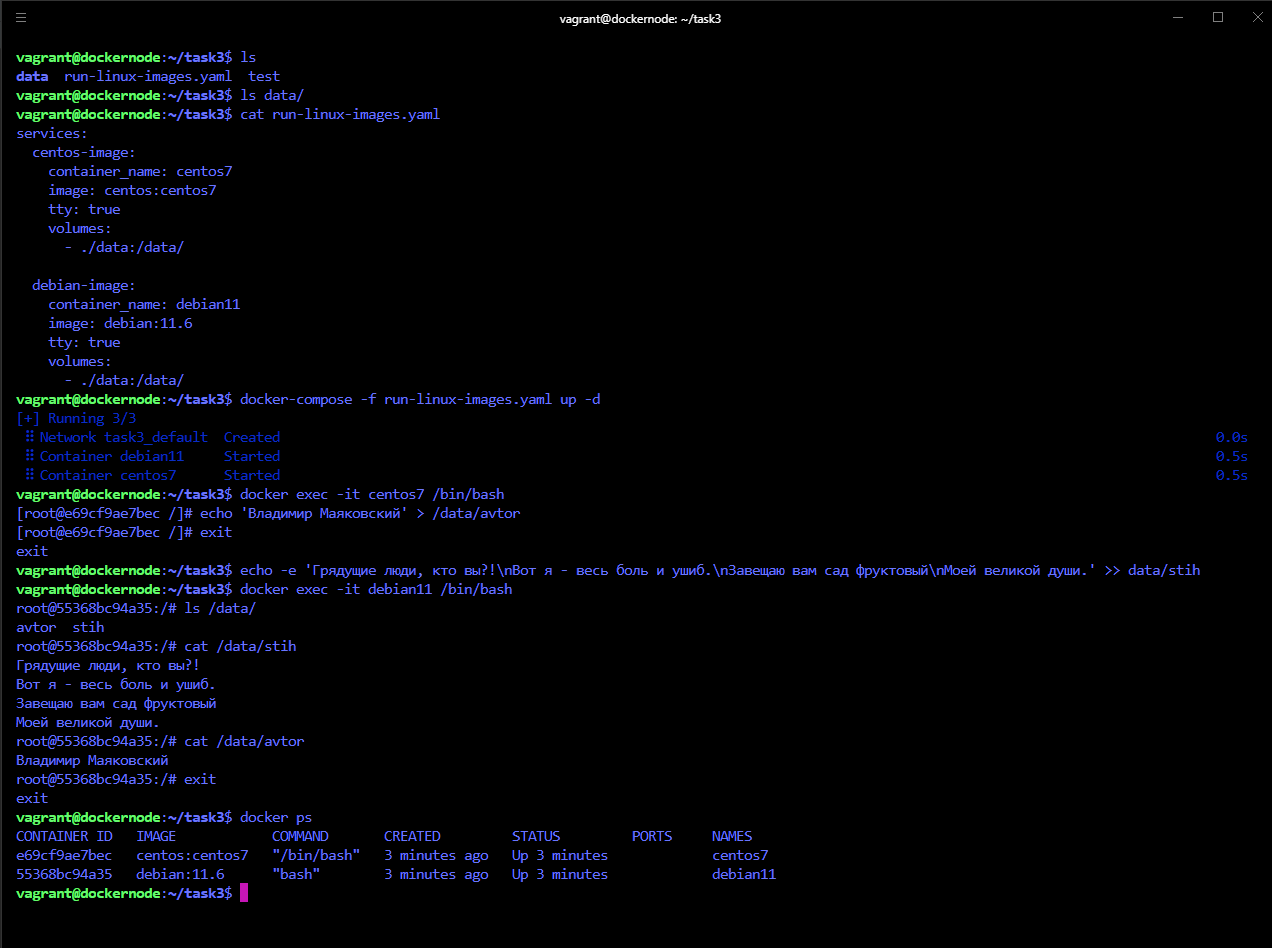 vagrant@dockernode: ~/task3
vagrant@dockernode:~/task3$ ls
data  run-linux-images.yaml  test
vagrant@dockernode:~/task3$ ls data/
vagrant@dockernode:~/task3$ cat run-linux-images.yaml
services:
  centos-image:
    container_name: centos7
    image: centos:centos7
    tty: true
    volumes:
      - ./data:/data/

  debian-image:
    container_name: debian11
    image: debian:11.6
    tty: true
    volumes:
      - ./data:/data/
vagrant@dockernode:~/task3$ docker-compose -f run-linux-images.yaml up -d
[+] Running 3/3
 ⠿ Network task3_default  Created 0.0s
 ⠿ Container debian11     Started 0.5s
 ⠿ Container centos7      Started 0.5s
vagrant@dockernode:~/task3$ docker exec -it centos7 /bin/bash
[root@e69cf9ae7bec /]# echo 'Владимир Маяковский' > /data/avtor
[root@e69cf9ae7bec /]# exit
exit
vagrant@dockernode:~/task3$ echo -e 'Грядущие люди, кто вы?!\nВот я - весь боль и ушиб.\nЗавещаю вам сад фруктовый\nМоей великой души.' >> data/stih
vagrant@dockernode:~/task3$ docker exec -it debian11 /bin/bash
root@55368bc94a35:/# ls /data/
avtor  stih
root@55368bc94a35:/# cat /data/stih
Грядущие люди, кто вы?!
Вот я - весь боль и ушиб.
Завещаю вам сад фруктовый
Моей великой души.
root@55368bc94a35:/# cat /data/avtor
Владимир Маяковский
root@55368bc94a35:/# exit
exit
vagrant@dockernode:~/task3$ docker ps
CONTAINER ID   IMAGE            COMMAND       CREATED         STATUS         PORTS     NAMES
e69cf9ae7bec   centos:centos7   "/bin/bash"   3 minutes ago   Up 3 minutes             centos7
55368bc94a35   debian:11.6      "bash"        3 minutes ago   Up 3 minutes             debian11
vagrant@dockernode:~/task3$